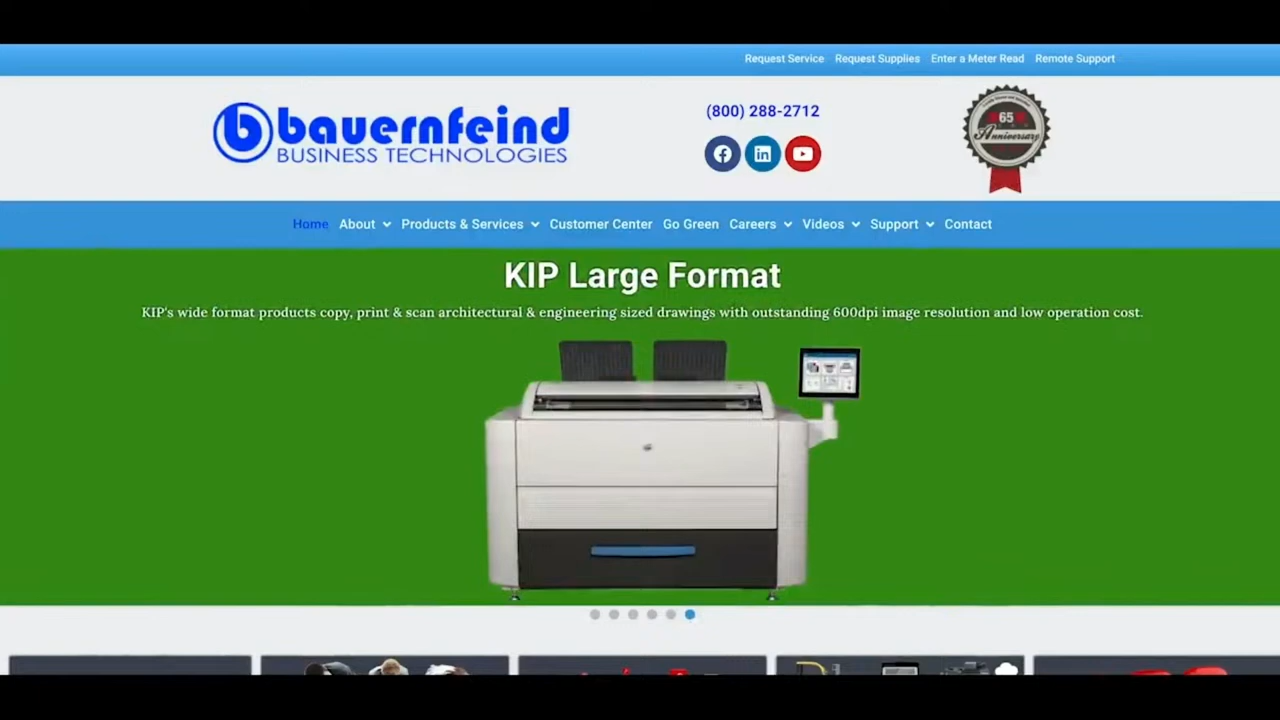 Request Service Request Supplies Enter a Meter Read Remote Support
bauernfeind
BUSINESS TECHNOLOGIES
(800) 288-2712
65
Anniversary
Home About Products & Services Customer Center Go Green Careers Videos Support Contact
KIP Large Format
KIP's wide format products copy, print & scan architectural & engineering sized drawings with outstanding 600dpi image resolution and low operation cost.